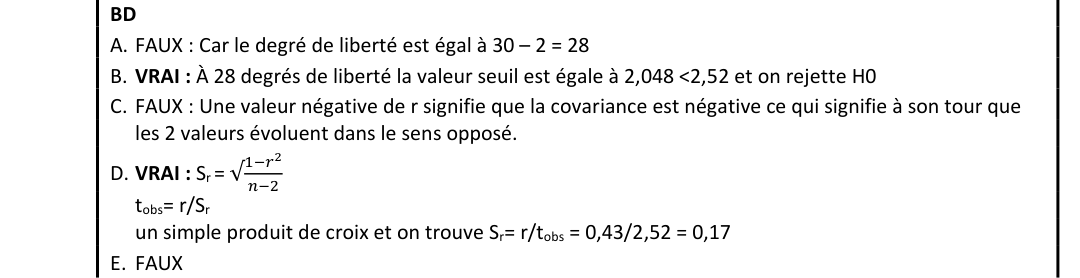 BD
A. FAUX : Car le degré de liberté est égal à 30 – 2 = 28
B. VRAI : À 28 degrés de liberté la valeur seuil est égale à 2,048 <2,52 et on rejette H0
C. FAUX : Une valeur négative de r signifie que la covariance est négative ce qui signifie à son tour que
les 2 valeurs évoluent dans le sens opposé.
D. VRAI : Sr = √(1−r²)/(n−2)
tobs= r/Sr
un simple produit de croix et on trouve Sr= r/tobs = 0,43/2,52 = 0,17
E. FAUX